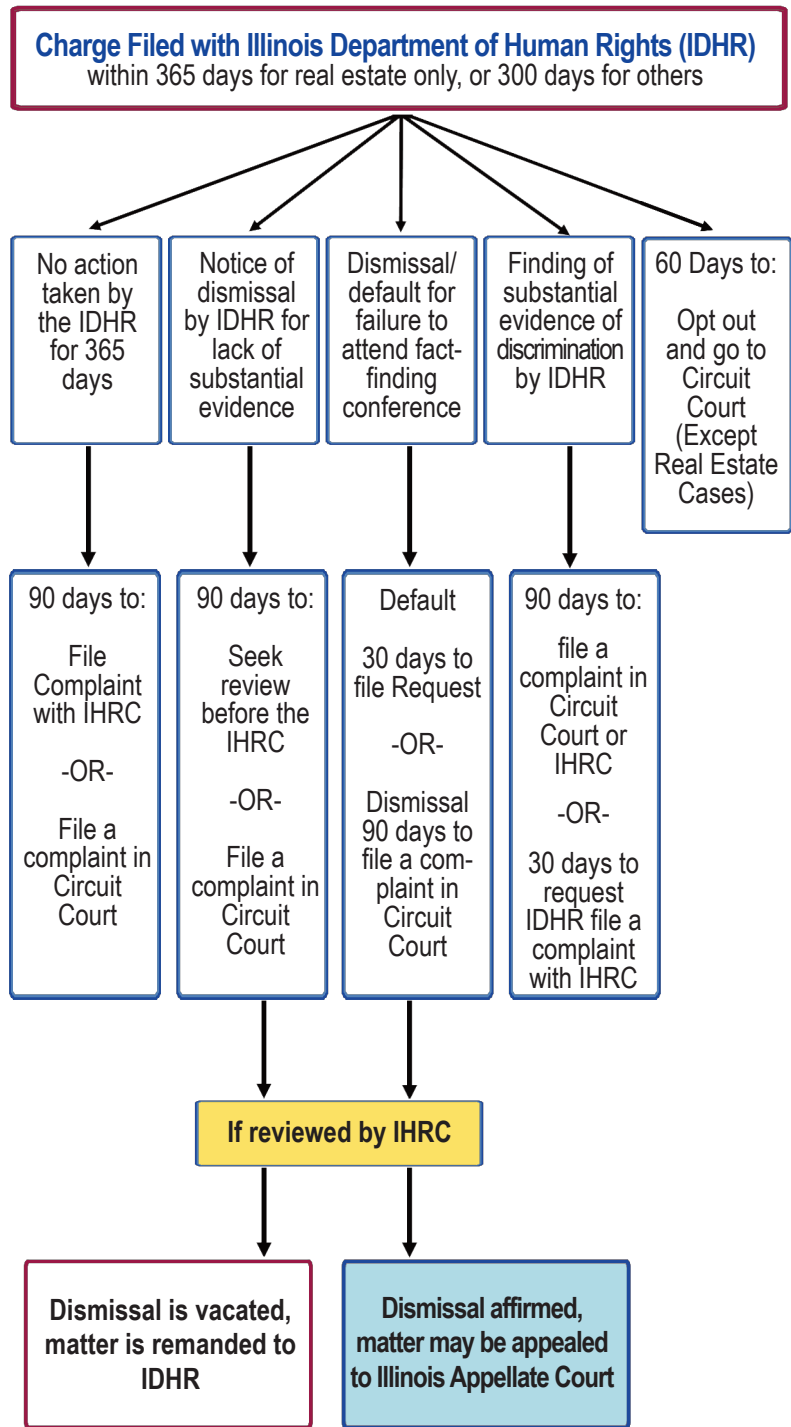 Charge Filed with Illinois Department of Human Rights (IDHR)
within 365 days for real estate only, or 300 days for others
No action
taken by
the IDHR
for 365
days
Notice of
dismissal
by IDHR for
lack of
substantial
evidence
Dismissal/
default for
failure to
attend fact-
finding
conference
Finding of
substantial
evidence of
discrimination
by IDHR
60 Days to:
Opt out
and go to
Circuit
Court
(Except
Real Estate
Cases)
90 days to:
File
Complaint
with IHRC
-OR-
File a
complaint in
Circuit
Court
90 days to:
Seek
review
before the
IHRC
-OR-
File a
complaint in
Circuit
Court
Default
30 days to
file Request
-OR-
Dismissal
90 days to
file a com-
plaint in
Circuit
Court
90 days to:
file a
complaint in
Circuit
Court or
IHRC
-OR-
30 days to
request
IDHR file a
complaint
with IHRC
If reviewed by IHRC
Dismissal is vacated,
matter is remanded to
IDHR
Dismissal affirmed,
matter may be appealed
to Illinois Appellate Court